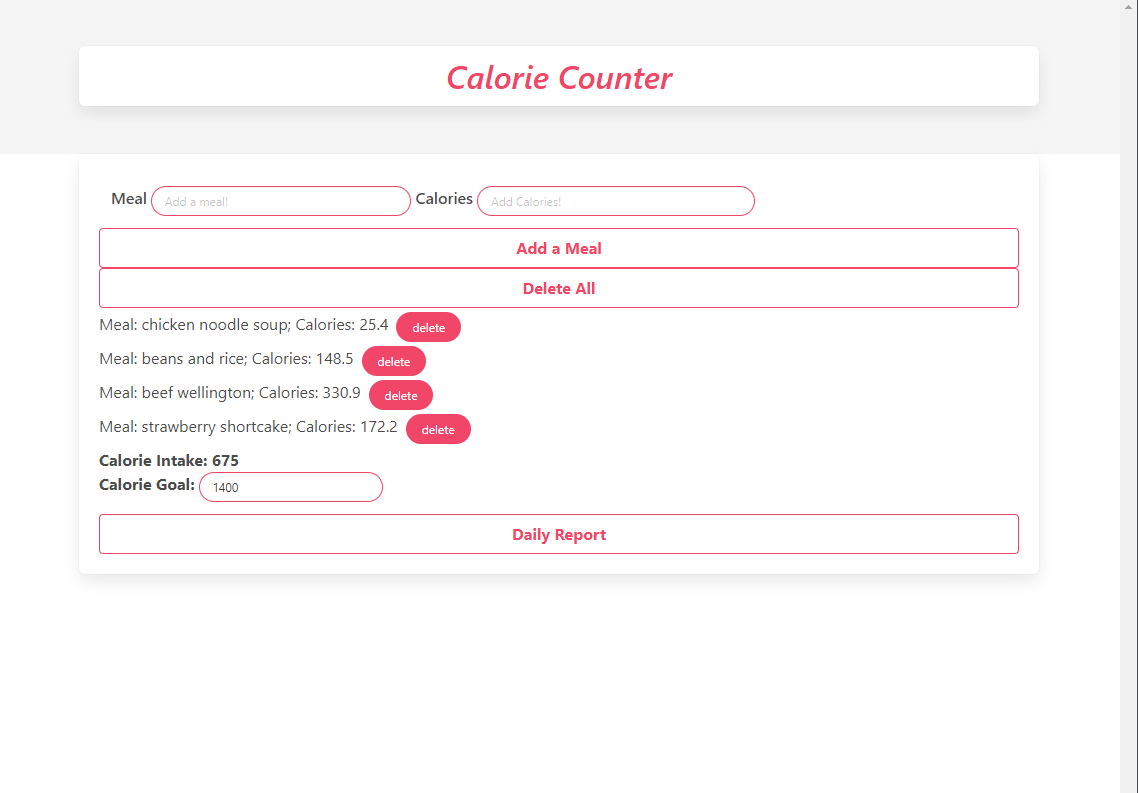 Calorie Counter
Meal Add a meal! Calories Add Calories!
Add a Meal
Delete All
Meal: chicken noodle soup; Calories: 25.4 delete
Meal: beans and rice; Calories: 148.5 delete
Meal: beef wellington; Calories: 330.9 delete
Meal: strawberry shortcake; Calories: 172.2 delete
Calorie Intake: 675
Calorie Goal: 1400
Daily Report